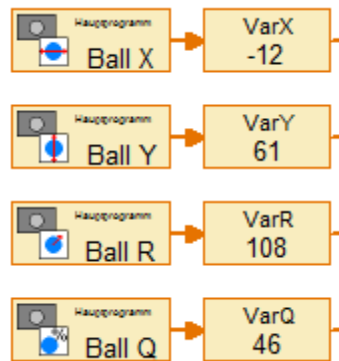 Hauptprogramm
Ball X
VarX
-12
Hauptprogramm
Ball Y
VarY
61
Hauptprogramm
Ball R
VarR
108
Hauptprogramm
%
Ball Q
VarQ
46